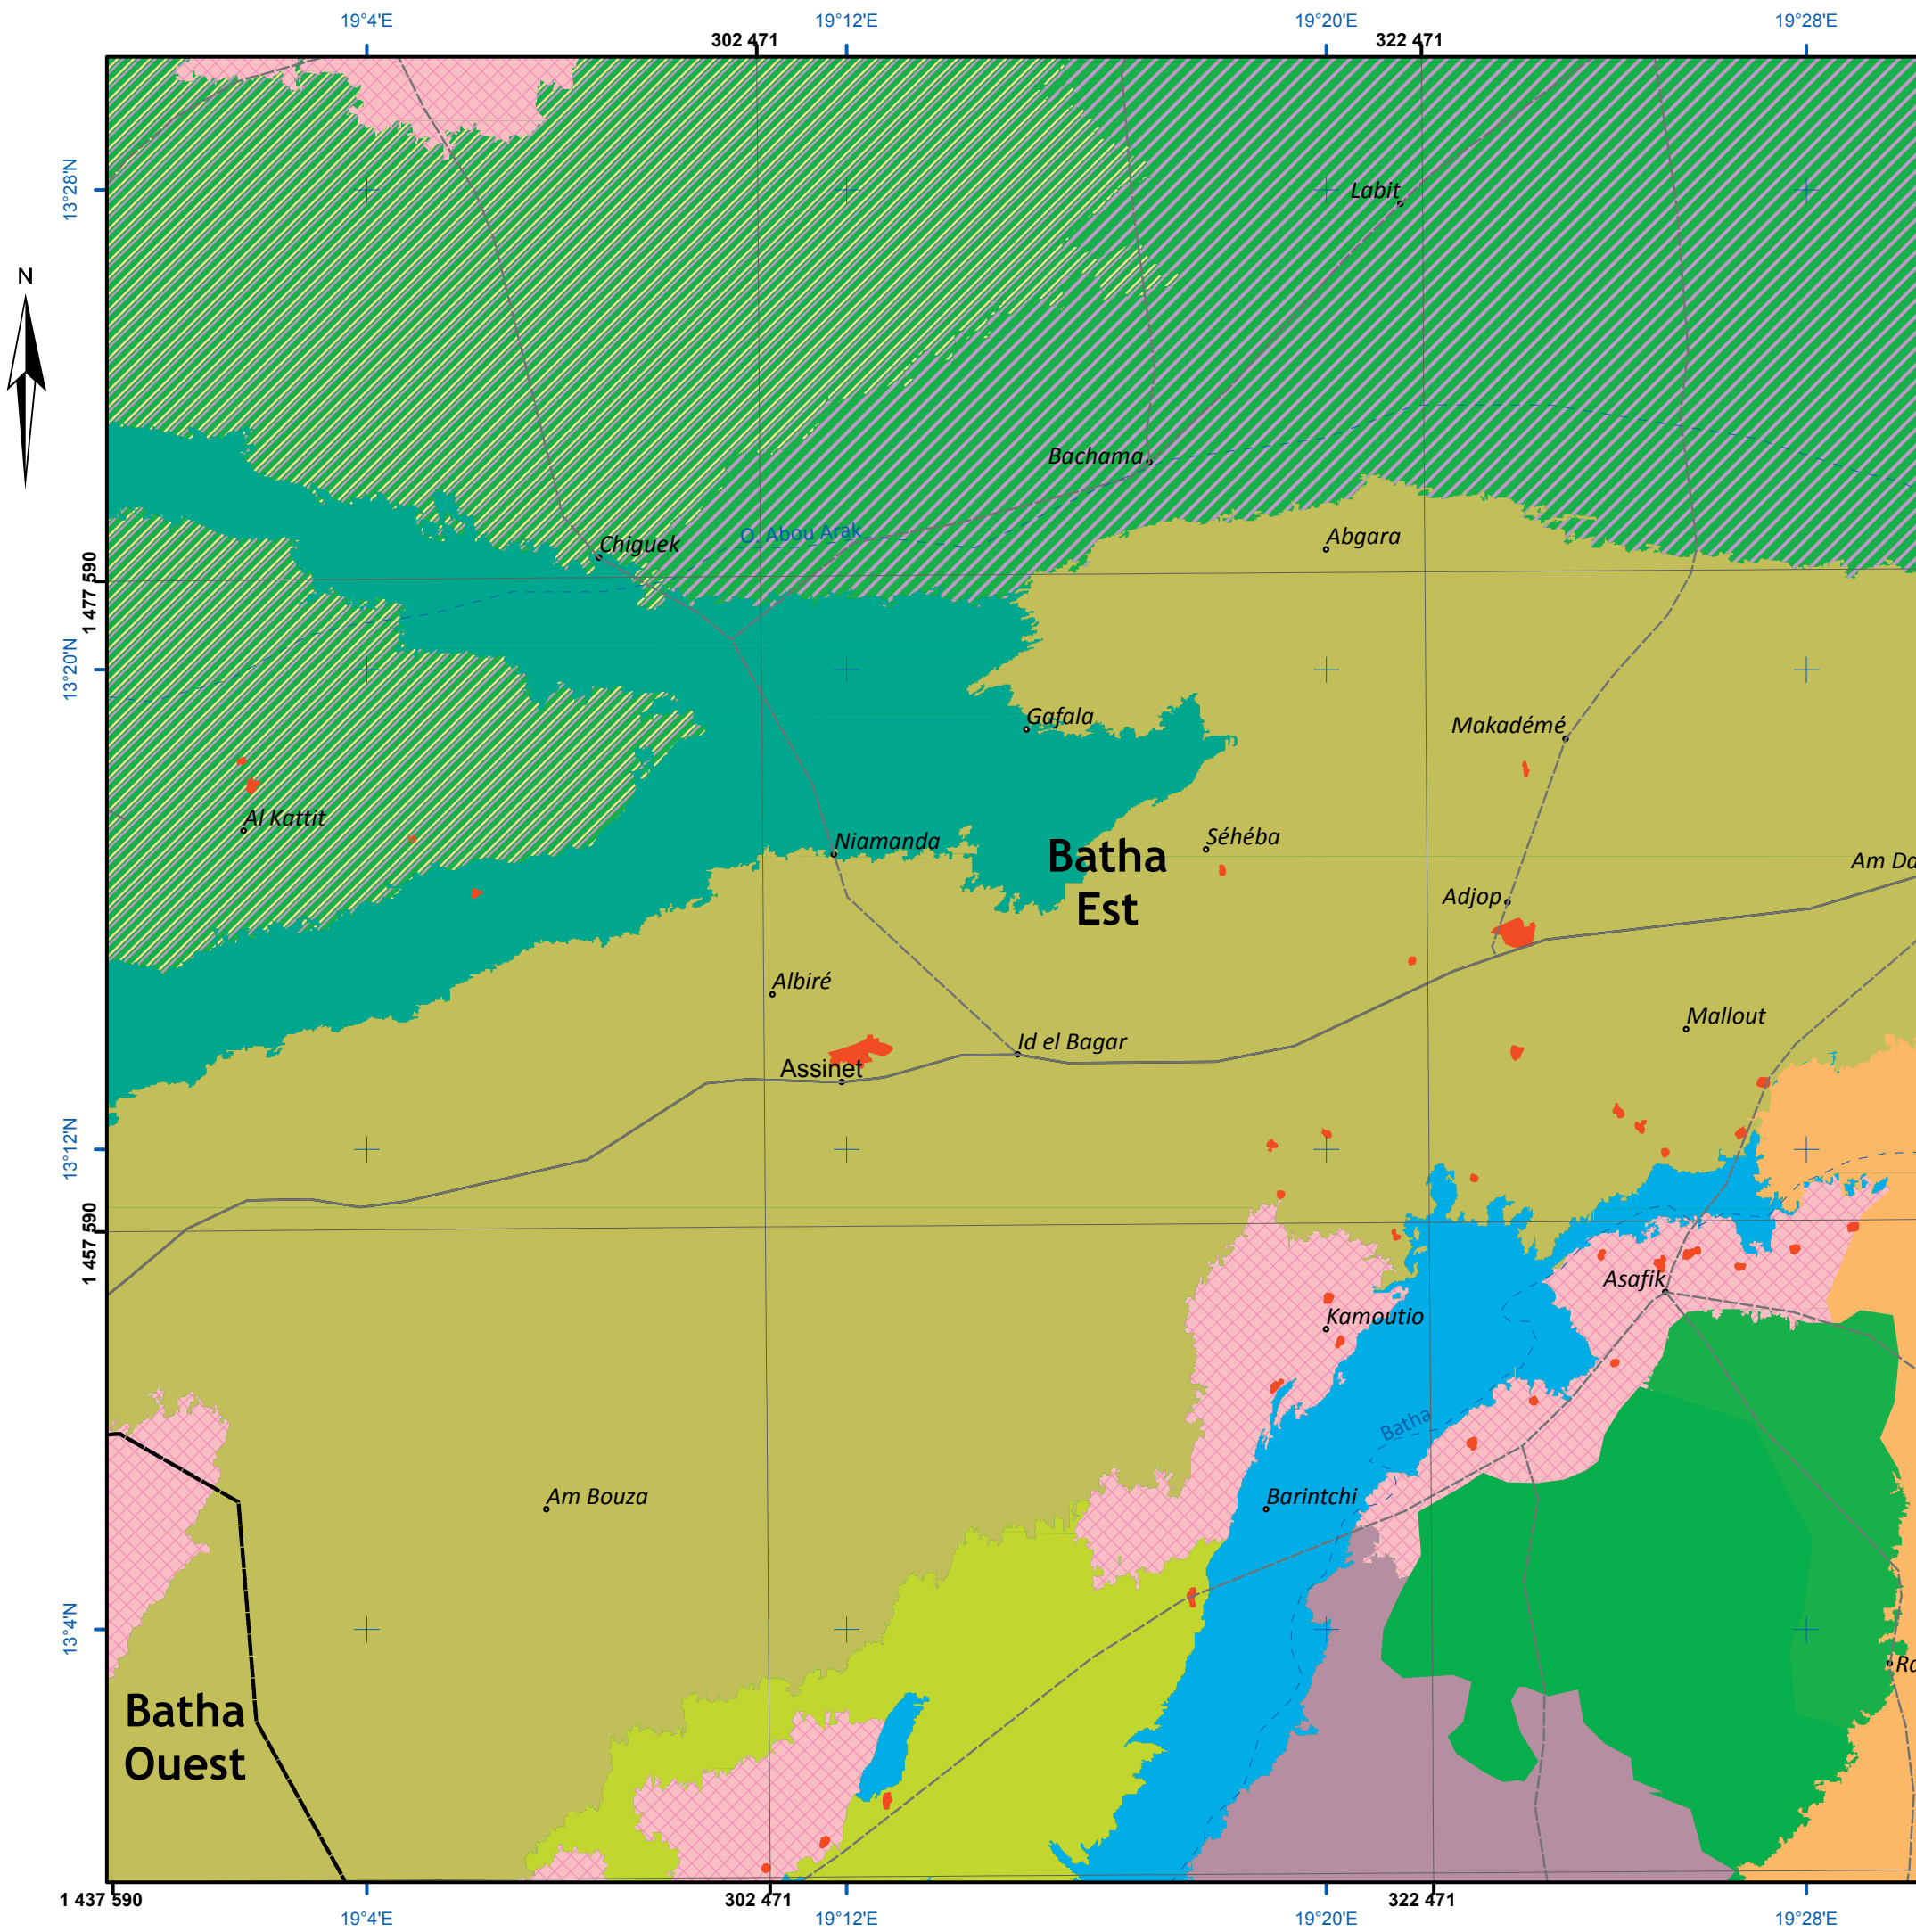 19°4'E 19°12'E 19°20'E 19°28'E
302 471 322 471
13°28'N
Labit
N
Bachama
O. Abou Arak
Chiguek
Abgara
1 477 590
13°20'N
Gafala
Makadémé
Al Kattit
Niamanda
Séhéba
Batha
Est
Am Da
Adjop
Albiré
Mallout
Id el Bagar
Assinet
13°12'N
1 457 590
Asafik
Kamoutio
Batha
Am Bouza
Barintchi
13°4'N
Ra
Batha
Ouest
1 437 590 302 471 322 471
19°4'E 19°12'E 19°20'E 19°28'E